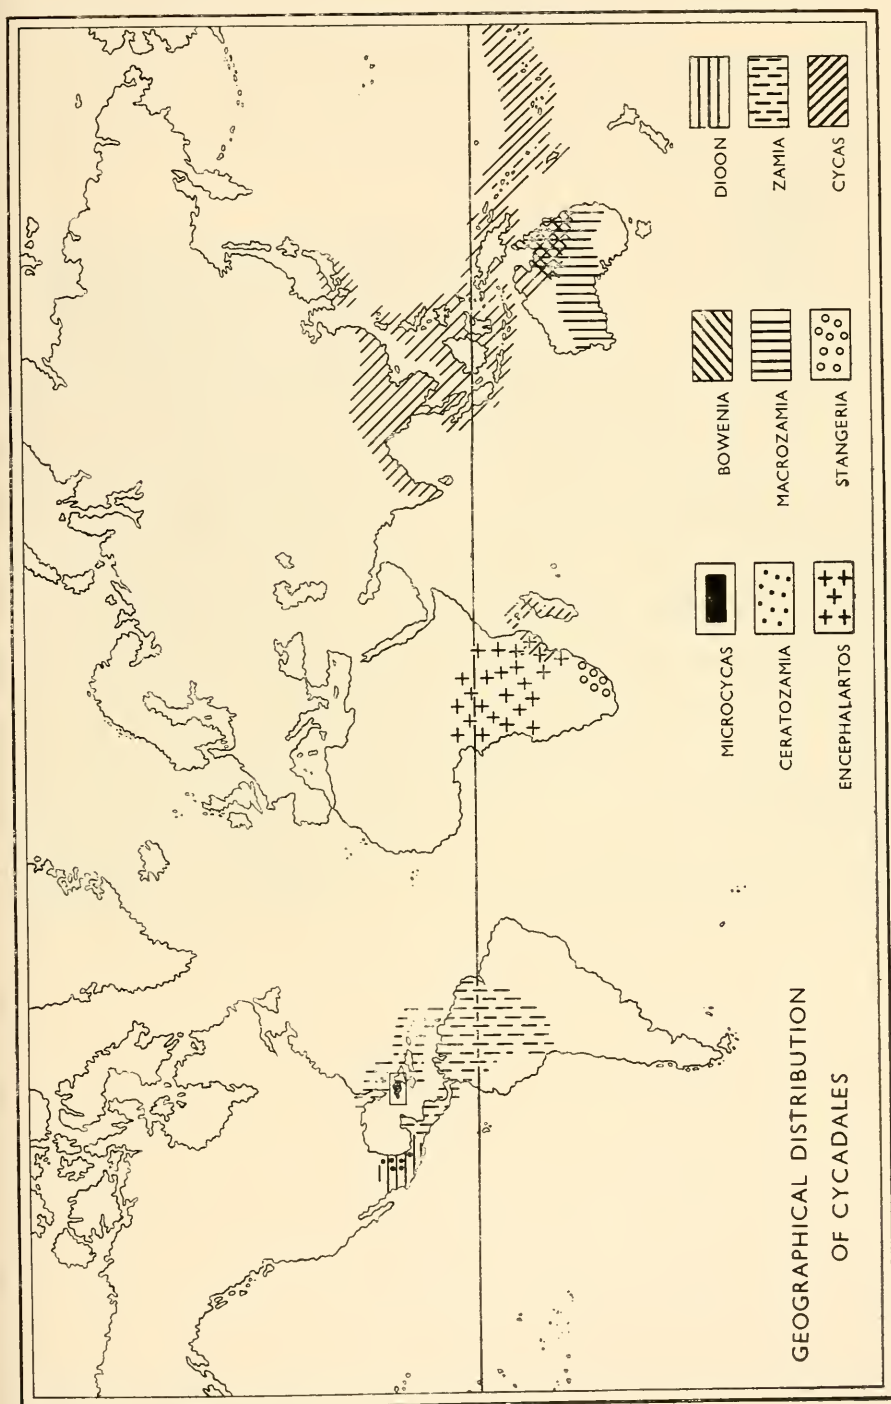 GEOGRAPHICAL DISTRIBUTION
OF CYCADALES
MICROCYCAS
CERATOZAMIA
ENCEPHALARTOS
BOWENIA
MACROZAMIA
STANGERIA
DIOON
ZAMIA
CYCAS